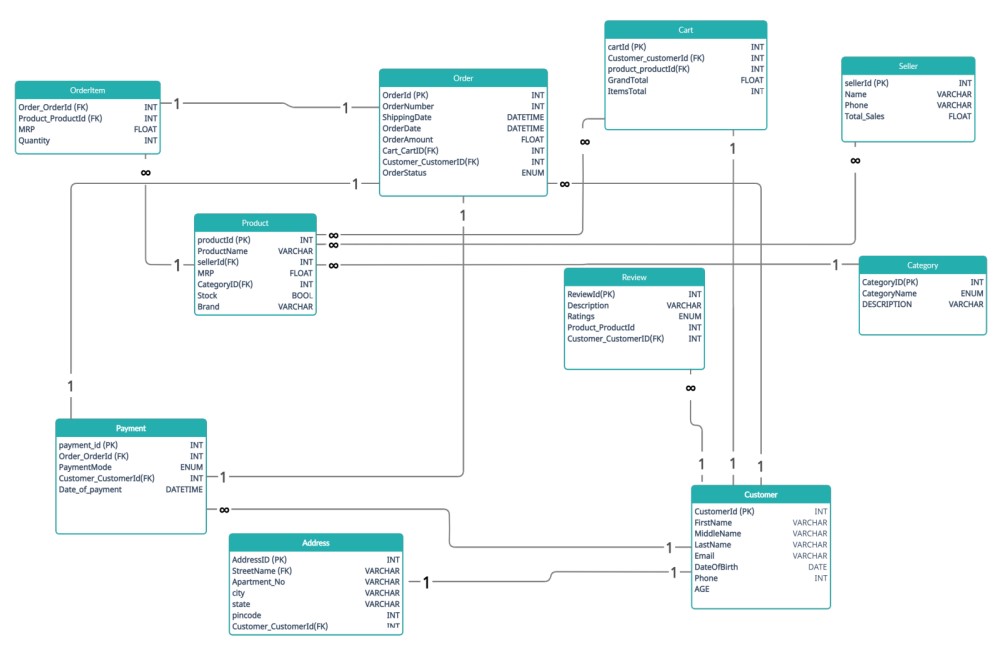 Cart
cartId (PK) INT
Customer_customerId (FK) INT
product_productId(FK) INT
GrandTotal FLOAT
ItemsTotal INT
1
∞
Seller
sellerId (PK) INT
Name VARCHAR
Phone VARCHAR
Total_Sales FLOAT
∞
Order
OrderId (PK) INT
OrderNumber INT
ShippingDate DATETIME
OrderDate DATETIME
OrderAmount FLOAT
Cart_CartID(FK) INT
Customer_CustomerID(FK) INT
OrderStatus ENUM
1
1
∞
1
OrderItem
Order_OrderId (FK) INT
Product_ProductId (FK) INT
MRP FLOAT
Quantity INT
1
∞
Product
productId (PK) INT
ProductName VARCHAR
sellerId(FK) INT
MRP FLOAT
CategoryID(FK) INT
Stock BOOL
Brand VARCHAR
1
∞
∞
∞
1
Category
CategoryID(PK) INT
CategoryName ENUM
DESCRIPTION VARCHAR
Review
ReviewId(PK) INT
Description VARCHAR
Ratings ENUM
Product_ProductId INT
Customer_CustomerID(FK) INT
∞
1
1
1
1
Payment
payment_id (PK) INT
Order_OrderId (FK) INT
PaymentMode ENUM
Customer_CustomerId(FK) INT
Date_of_payment DATETIME
1
∞
Customer
CustomerId (PK) INT
FirstName VARCHAR
MiddleName VARCHAR
LastName VARCHAR
Email VARCHAR
DateOfBirth DATE
Phone INT
AGE
1
1
Address
AddressID (PK) INT
StreetName (FK) VARCHAR
Apartment_No VARCHAR
city VARCHAR
state VARCHAR
pincode INT
Customer_CustomerId(FK) INT
1